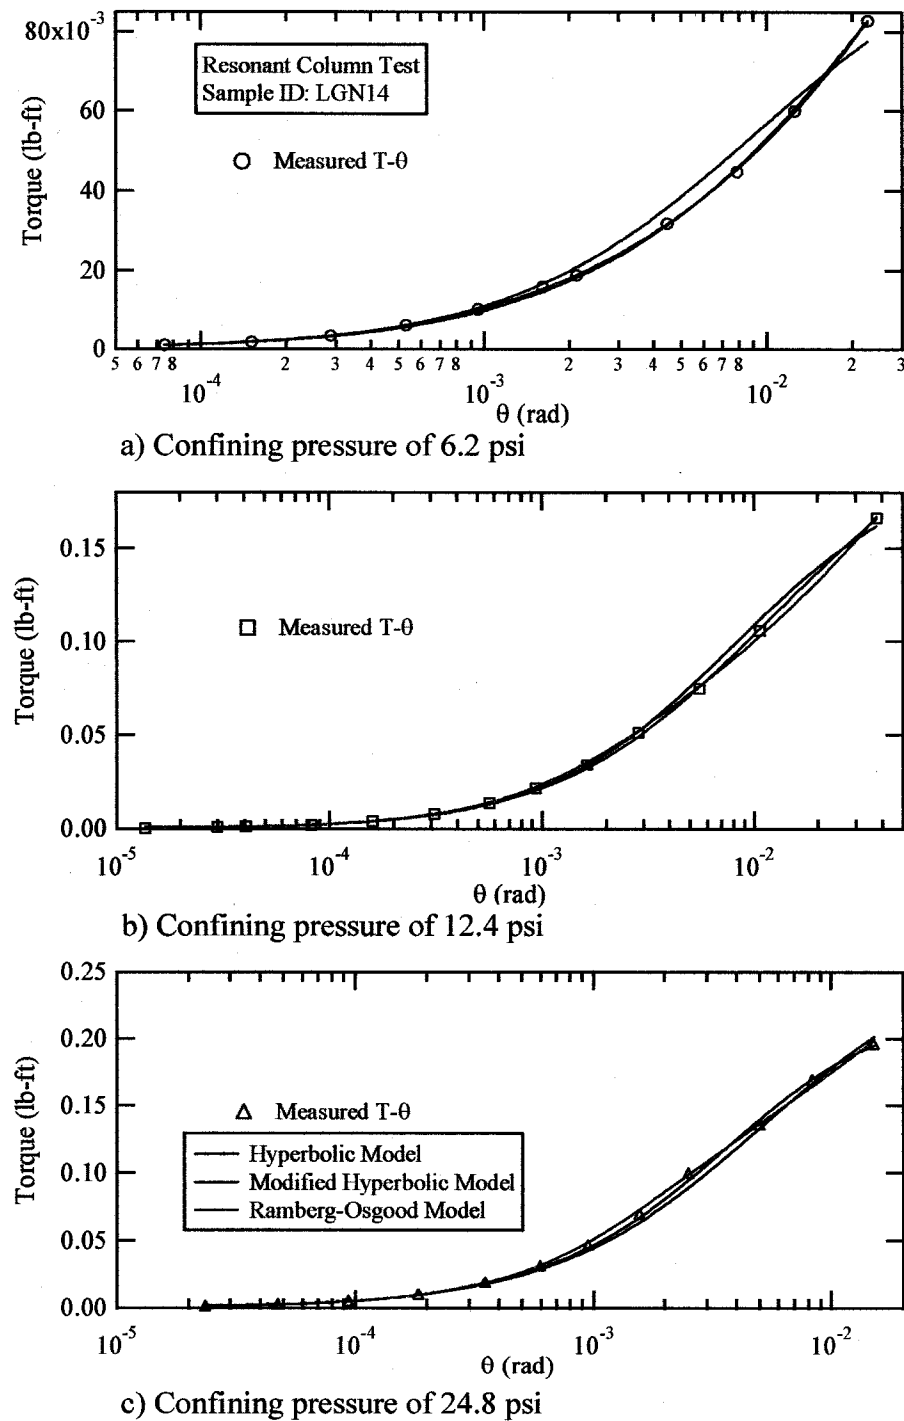 80x10-3
60
40
20
0
Torque (lb-ft)
Resonant Column Test
Sample ID: LGN14
Measured T-θ
5 6 7 8 2 3 4 5 6 7 8 2 3 4 5 6 7 8 2 3
10-4 10-3 10-2
θ (rad)
a) Confining pressure of 6.2 psi
0.15
0.10
0.05
0.00
Torque (lb-ft)
Measured T-θ
10-5 10-4 10-3 10-2
θ (rad)
b) Confining pressure of 12.4 psi
0.25
0.20
0.15
0.10
0.05
0.00
Torque (lb-ft)
Measured T-θ
Hyperbolic Model
Modified Hyperbolic Model
Ramberg-Osgood Model
10-5 10-4 10-3 10-2
θ (rad)
c) Confining pressure of 24.8 psi